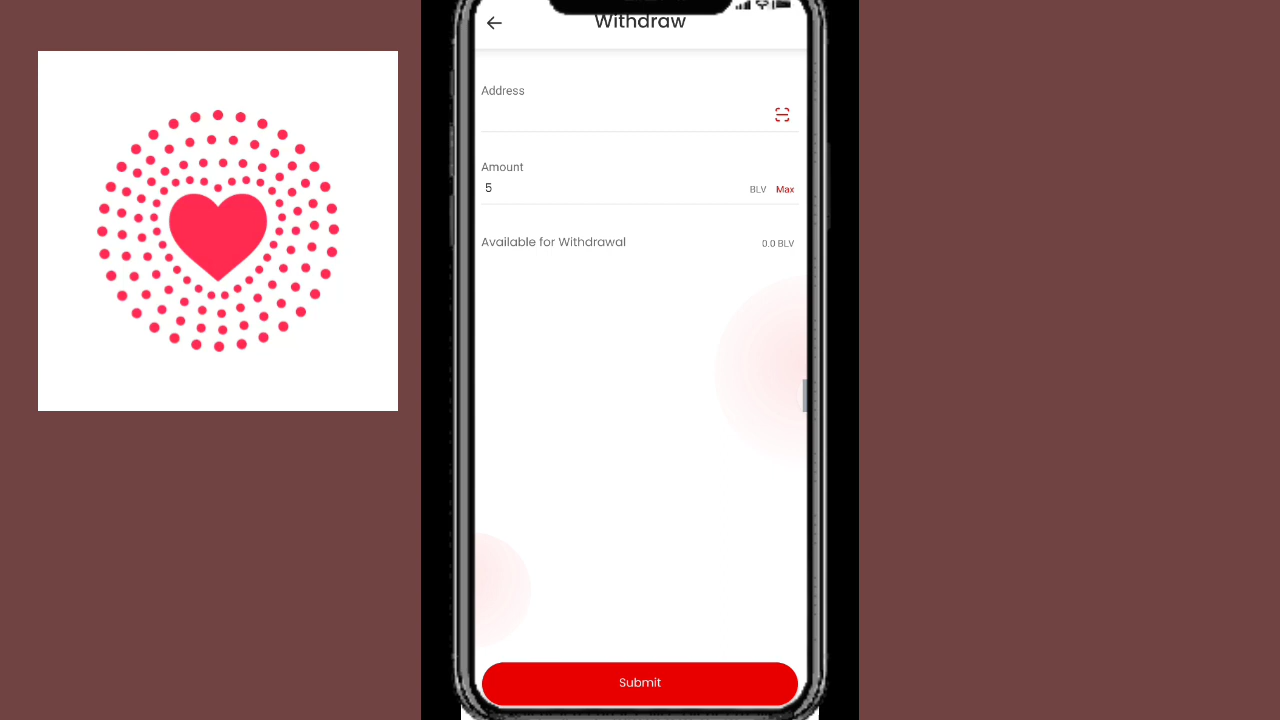 Withdraw
Address
Amount
5
BLV Max
Available for Withdrawal
0.0 BLV
Submit